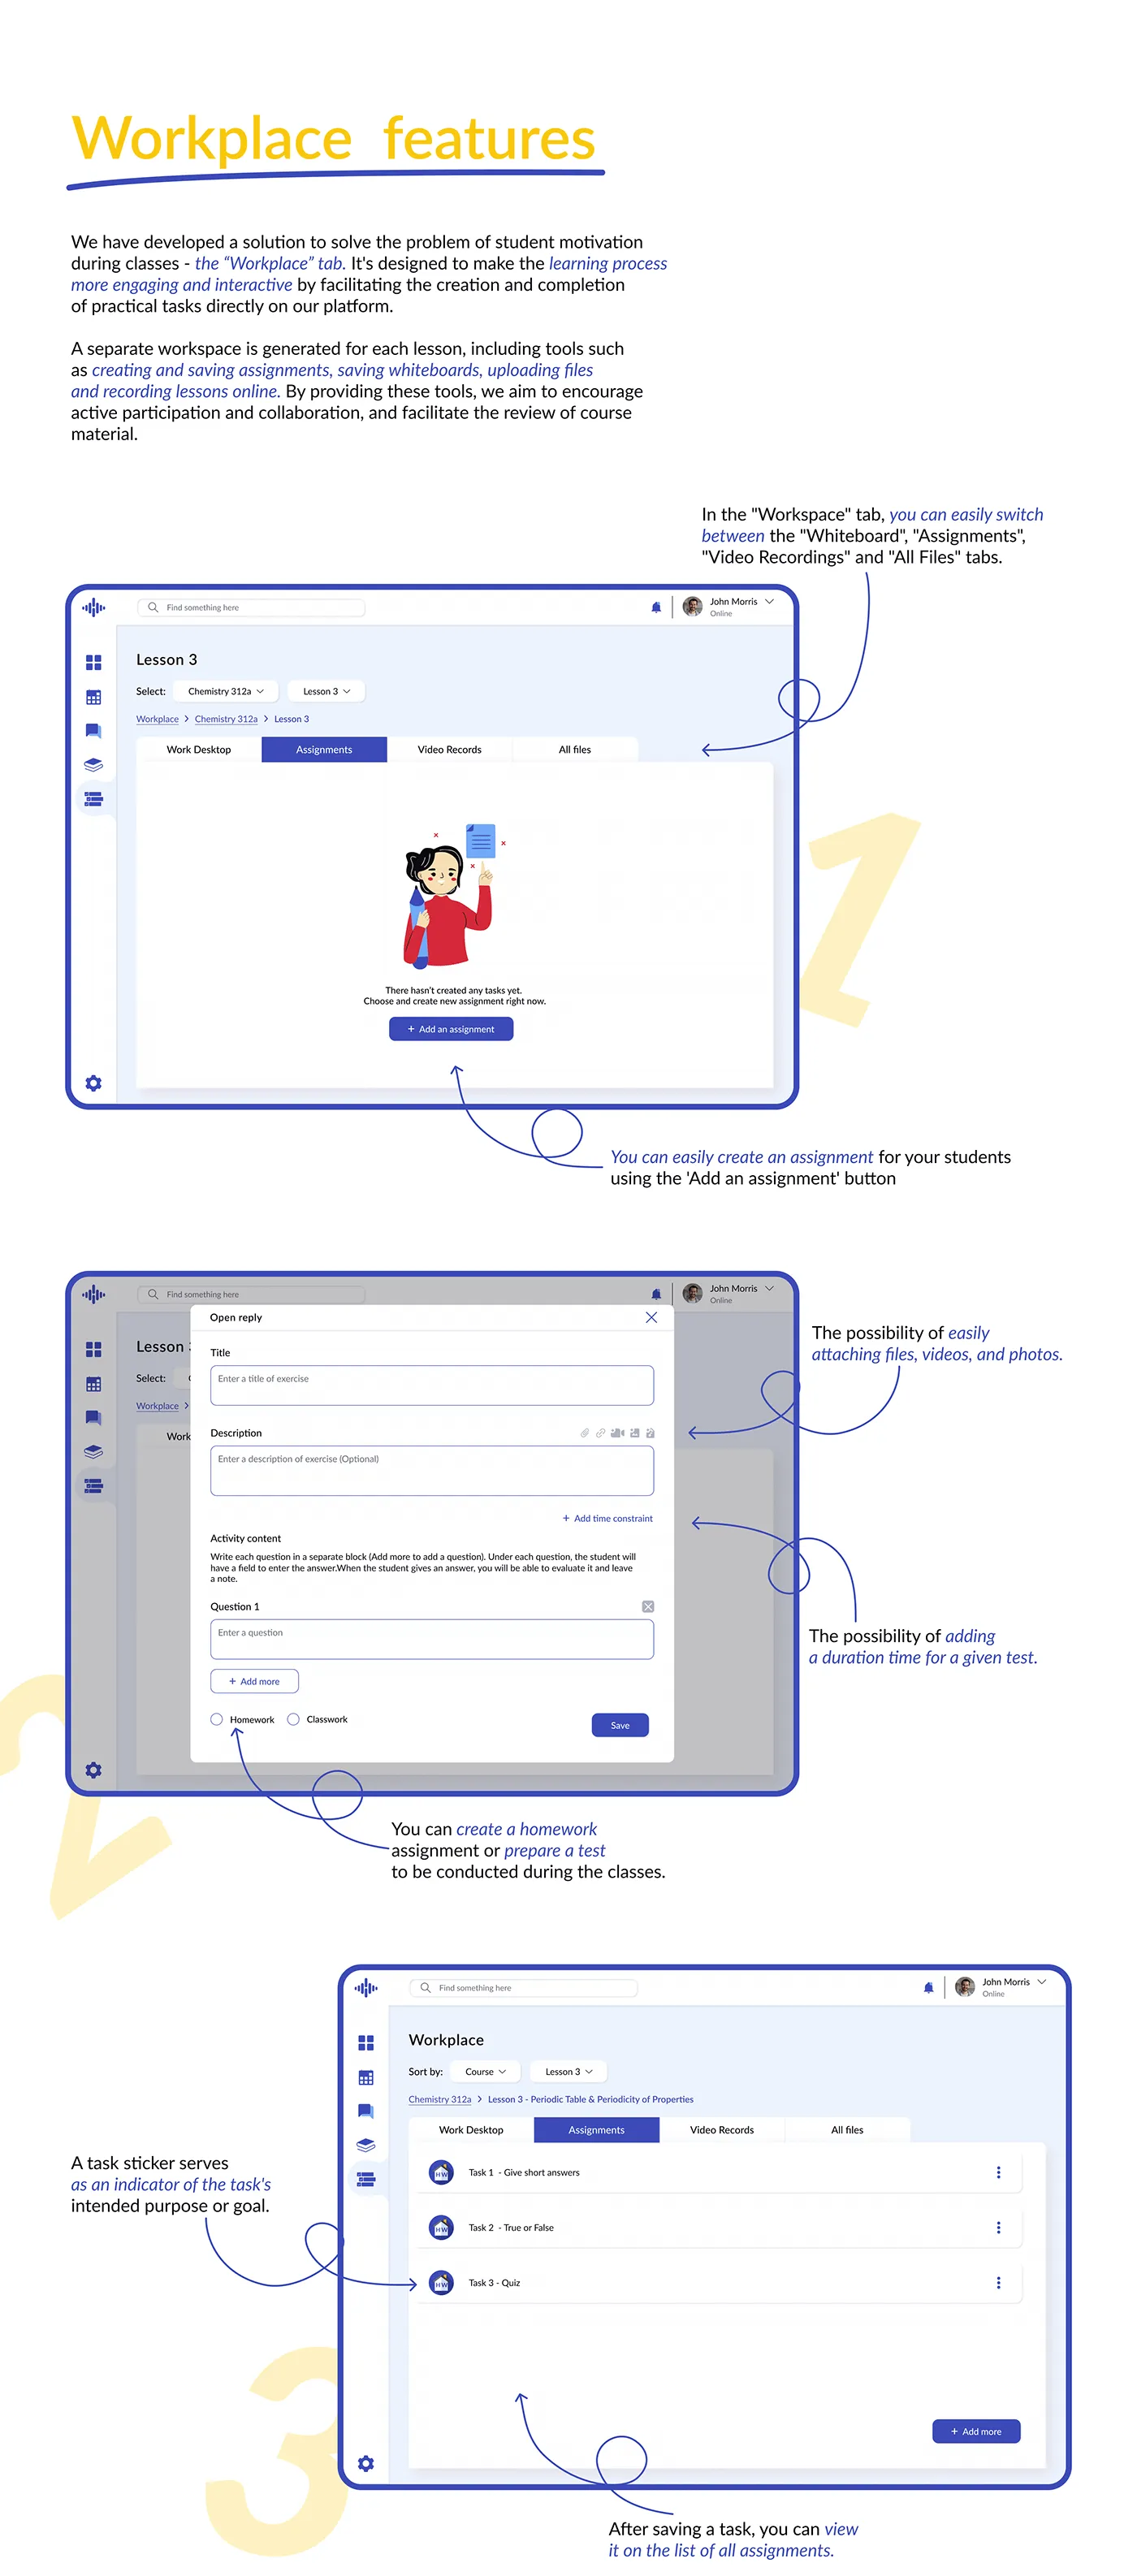 Workplace features
We have developed a solution to solve the problem of student motivation
during classes - the “Workplace” tab. It's designed to make the learning process
more engaging and interactive by facilitating the creation and completion
of practical tasks directly on our platform.
A separate workspace is generated for each lesson, including tools such
as creating and saving assignments, saving whiteboards, uploading files
and recording lessons online. By providing these tools, we aim to encourage
active participation and collaboration, and facilitate the review of course
material.
In the "Workspace" tab, you can easily switch
between the "Whiteboard", "Assignments",
"Video Recordings" and "All Files" tabs.
Find something here
John Morris
Online
Lesson 3
Select: Chemistry 312a Lesson 3
Workplace > Chemistry 312a > Lesson 3
Work Desktop Assignments Video Records All files
1
There hasn't created any tasks yet.
Choose and create new assignment right now.
+ Add an assignment
You can easily create an assignment for your students
using the 'Add an assignment' button
Find something here
John Morris
Online
Open reply
Lesson 3
Title
Select: C
Enter a title of exercise
Workplace >
Work
Description
Enter a description of exercise (Optional)
+ Add time constraint
Activity content
Write each question in a separate block (Add more to add a question). Under each question, the student will
have a field to enter the answer.When the student gives an answer, you will be able to evaluate it and leave
a note.
Question 1
Enter a question
+ Add more
Homework Classwork
Save
The possibility of easily
attaching files, videos, and photos.
The possibility of adding
a duration time for a given test.
2
You can create a homework
assignment or prepare a test
to be conducted during the classes.
Find something here
John Morris
Online
Workplace
Sort by: Course Lesson 3
Chemistry 312a > Lesson 3 - Periodic Table & Periodicity of Properties
Work Desktop Assignments Video Records All files
HW Task 1 - Give short answers
HW Task 2 - True or False
HW Task 3 - Quiz
+ Add more
A task sticker serves
as an indicator of the task's
intended purpose or goal.
3
After saving a task, you can view
it on the list of all assignments.